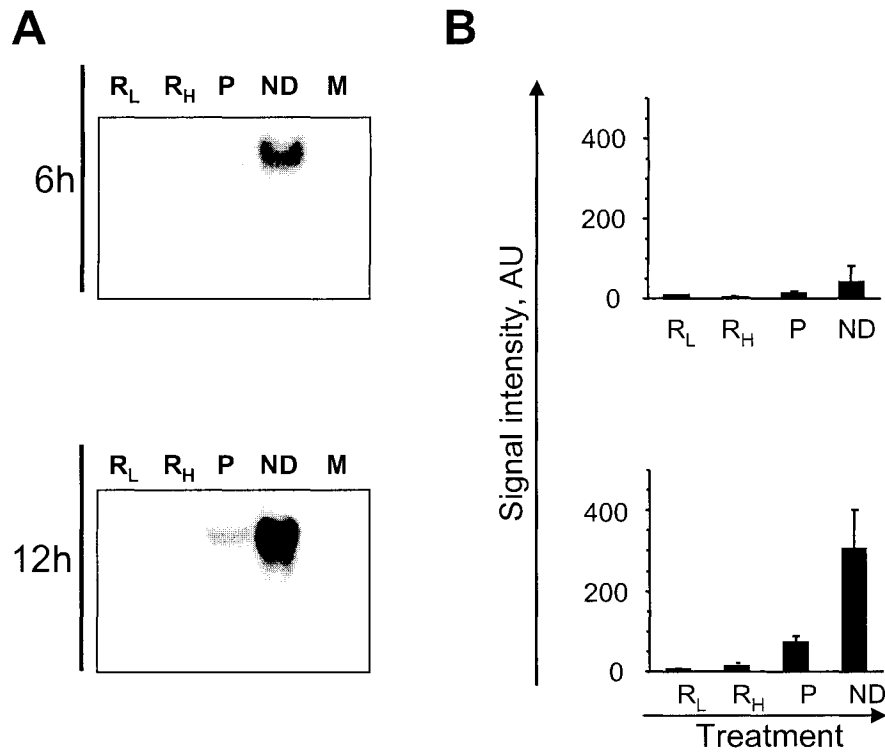 A
R_L R_H P ND M
6h
R_L R_H P ND M
12h
B
Signal intensity, AU
400
200
0
R_L R_H P ND
400
200
0
R_L R_H P ND
Treatment